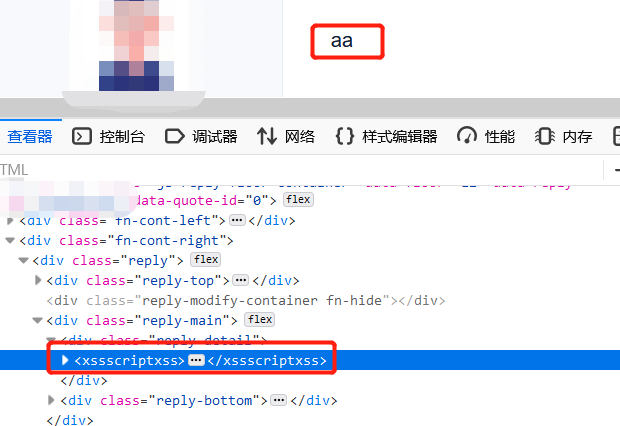 aa
查看器 控制台 调试器 网络 样式编辑器 性能 内存
TML
data-quote-id="0"> flex
<div class="fn-cont-left"> ••• </div>
<div class="fn-cont-right">
<div class="reply"> flex
<div class="reply-top"> ••• </div>
<div class="reply-modify-container fn-hide"></div>
<div class="reply-main"> flex
<div class="reply-detail">
<xssscriptxss> ••• </xssscriptxss>
</div>
<div class="reply-bottom"> ••• </div>
</div>